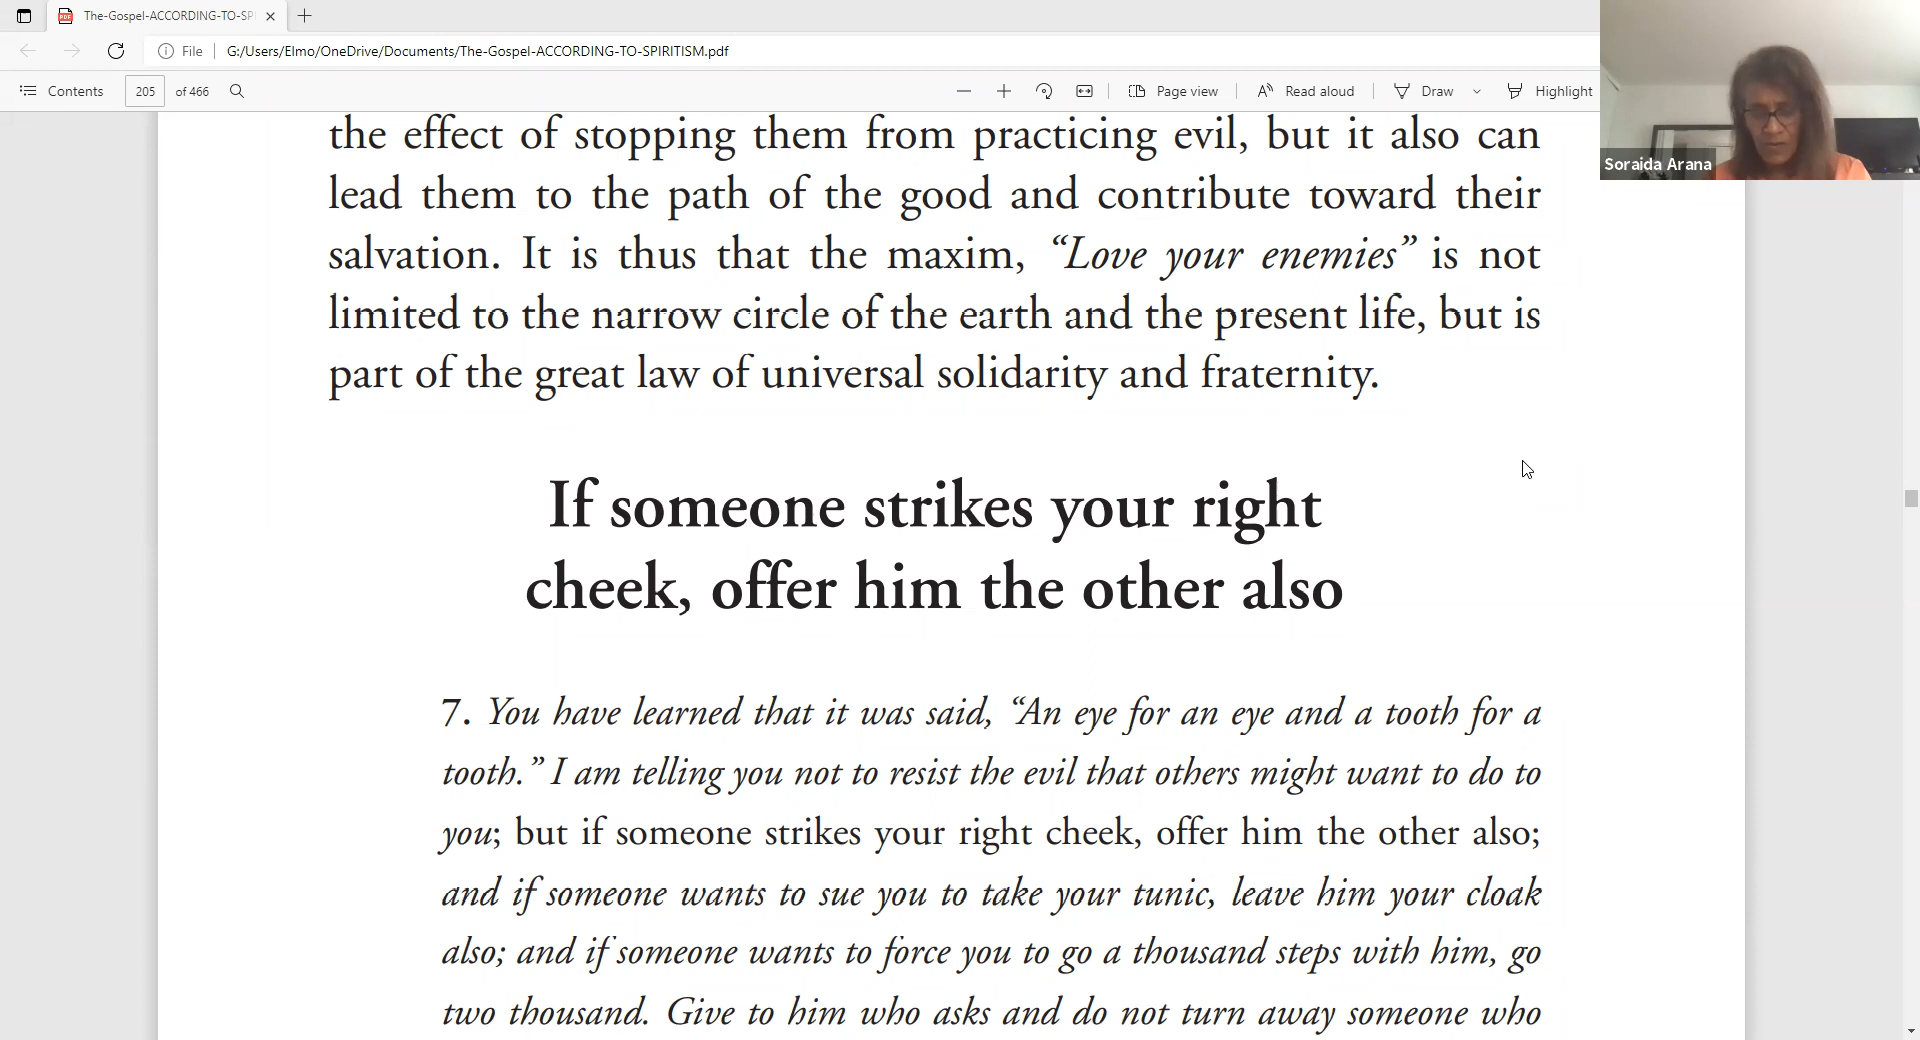 The-Gospel-ACCORDING-TO-SPI
File
G:/Users/Elmo/OneDrive/Documents/The-Gospel-ACCORDING-TO-SPIRITISM.pdf
Contents
205
of 466
Page view
Read aloud
Draw
Highlight
Soraida Arana
the effect of stopping them from practicing evil, but it also can
lead them to the path of the good and contribute toward their
salvation. It is thus that the maxim, “Love your enemies” is not
limited to the narrow circle of the earth and the present life, but is
part of the great law of universal solidarity and fraternity.
If someone strikes your right
cheek, offer him the other also
7. You have learned that it was said, “An eye for an eye and a tooth for a
tooth.” I am telling you not to resist the evil that others might want to do to
you; but if someone strikes your right cheek, offer him the other also;
and if someone wants to sue you to take your tunic, leave him your cloak
also; and if someone wants to force you to go a thousand steps with him, go
two thousand. Give to him who asks and do not turn away someone who